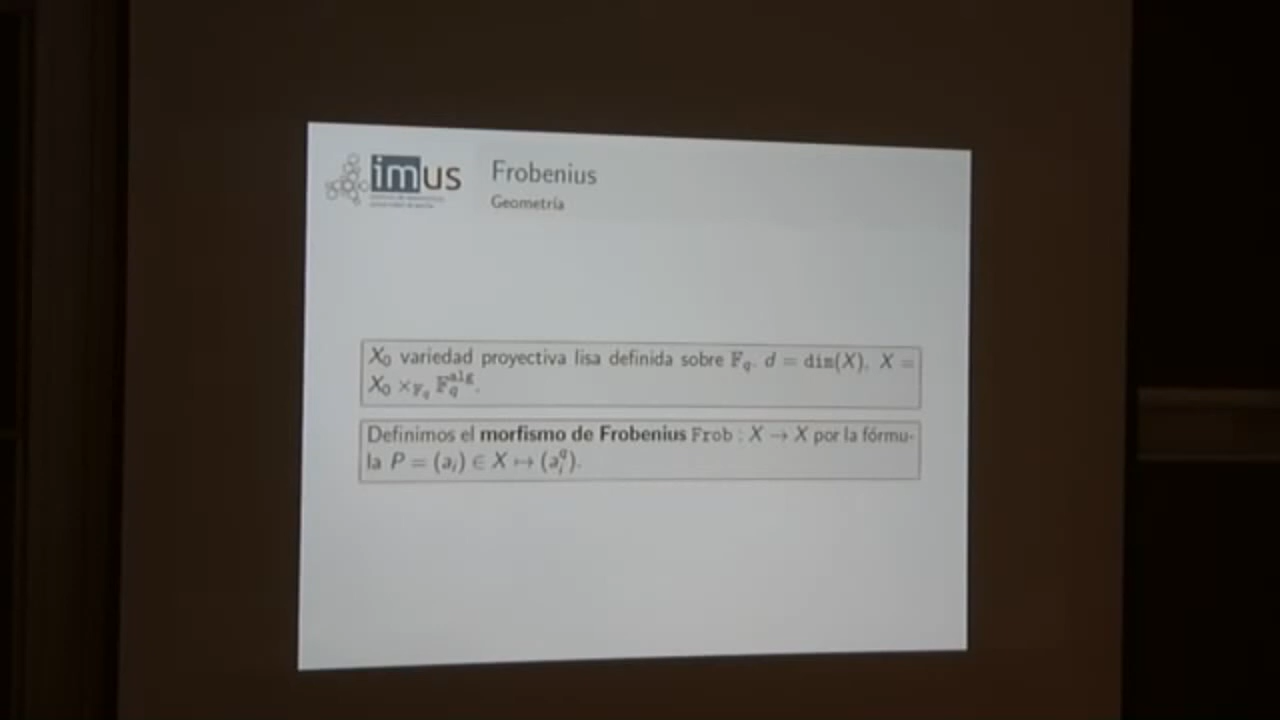 imus
Frobenius
Geometría
X₀ variedad proyectiva lisa definida sobre 𝔽_q. d = dim(X). X =
X₀ ×_{𝔽_q} 𝔽_q^{alg}.
Definimos el morfismo de Frobenius Frob : X → X por la fórmu-
la P = (a_i) ∈ X ↦ (a_i^q).